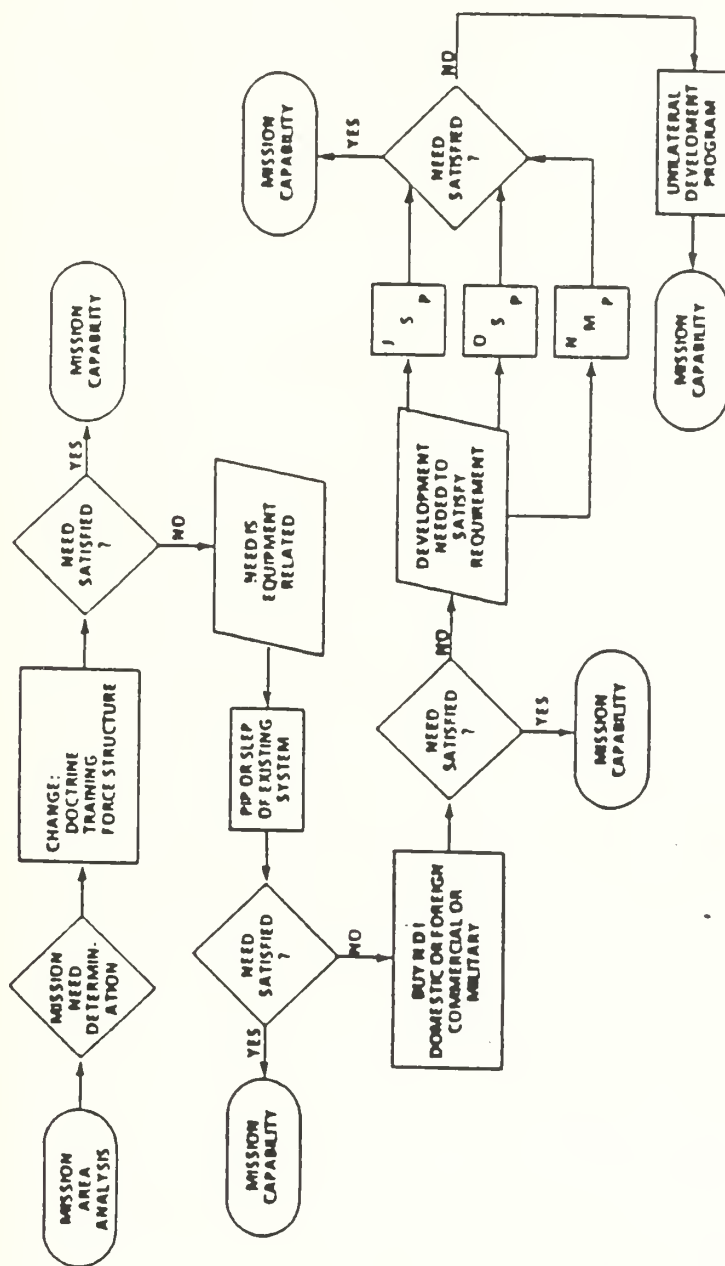 MISSION
AREA
ANALYSIS
MISSION
NEED
DETERMIN-
ATION
CHANGE:
DOCTRINE
TRAINING
FORCE STRUCTURE
NEED
SATISFIED
?
YES
MISSION
CAPABILITY
NO
NEED IS
EQUIPMENT
RELATED
PIP OR SLEP
OF EXISTING
SYSTEM
NEED
SATISFIED
?
YES
MISSION
CAPABILITY
NO
BUY N D I
DOMESTIC OR FOREIGN
COMMERCIAL OR
MILITARY
NEED
SATISFIED
?
YES
MISSION
CAPABILITY
NO
DEVELOPMENT
NEEDED TO
SATISFY
REQUIREMENT
J S P
O S P
N M P
NEED
SATISFIED
?
YES
MISSION
CAPABILITY
NO
UNILATERAL
DEVELOMENT
PROGRAM
MISSION
CAPABILITY